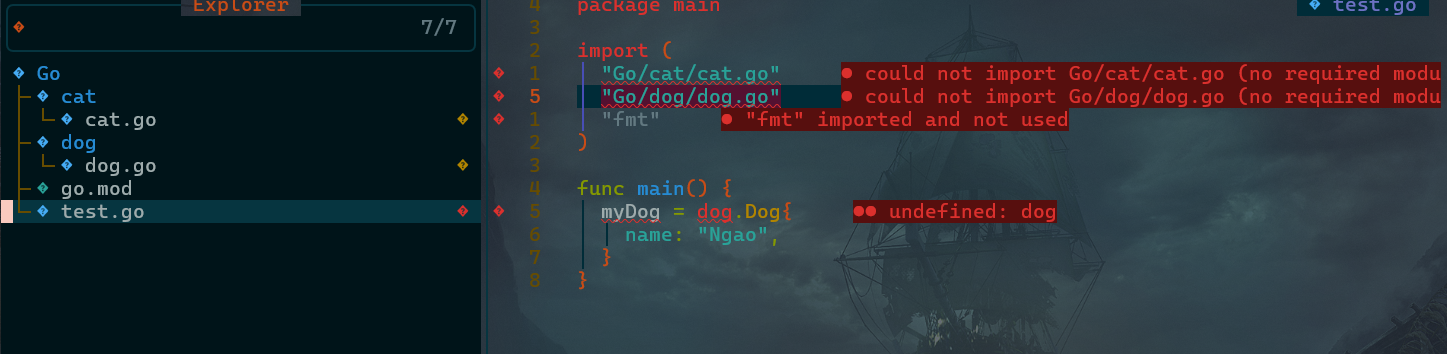 Explorer
7/7
Go
cat
cat.go
dog
dog.go
go.mod
test.go
test.go
4 package main
3
2 import (
1 "Go/cat/cat.go" ● could not import Go/cat/cat.go (no required modu
5 "Go/dog/dog.go" ● could not import Go/dog/dog.go (no required modu
1 "fmt" ● "fmt" imported and not used
2 )
3
4 func main() {
5 myDog = dog.Dog{ ●● undefined: dog
6 name: "Ngao",
7 }
8 }